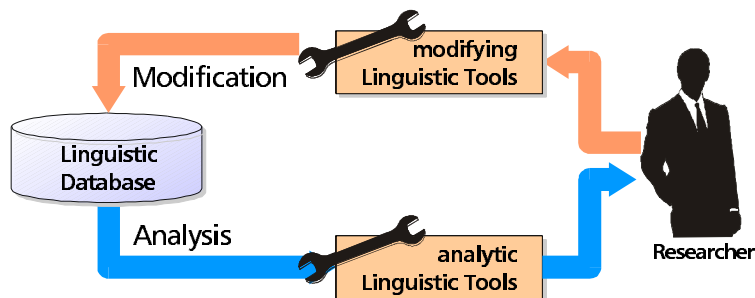 modifying
Linguistic Tools
Modification
Linguistic
Database
Analysis
analytic
Linguistic Tools
Researcher